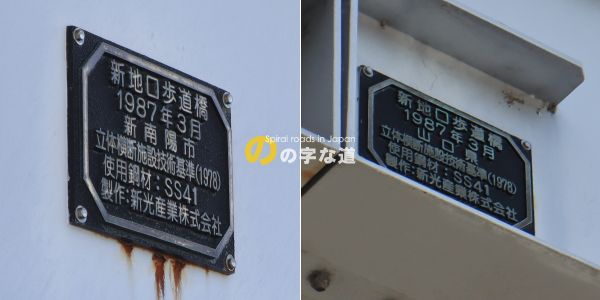 新地口歩道橋
1987年3月
新南陽市
立体横断施設技術基準(1978)
使用鋼材：SS41
製作：新光産業株式会社
Spiral roads in Japan
のの字な道
新地口歩道橋
1987年3月
山口県
立体横断施設技術基準(1978)
使用鋼材：SS41
製作：新光産業株式会社